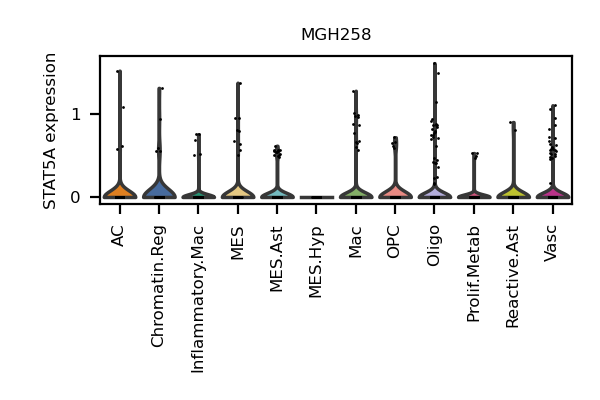 MGH258
STAT5A expression
1
0
AC
Chromatin.Reg
Inflammatory.Mac
MES
MES.Ast
MES.Hyp
Mac
OPC
Oligo
Prolif.Metab
Reactive.Ast
Vasc